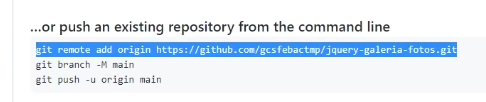 ...or push an existing repository from the command line
git remote add origin https://github.com/gcsfebactmp/jquery-galeria-fotos.git
git branch -M main
git push -u origin main